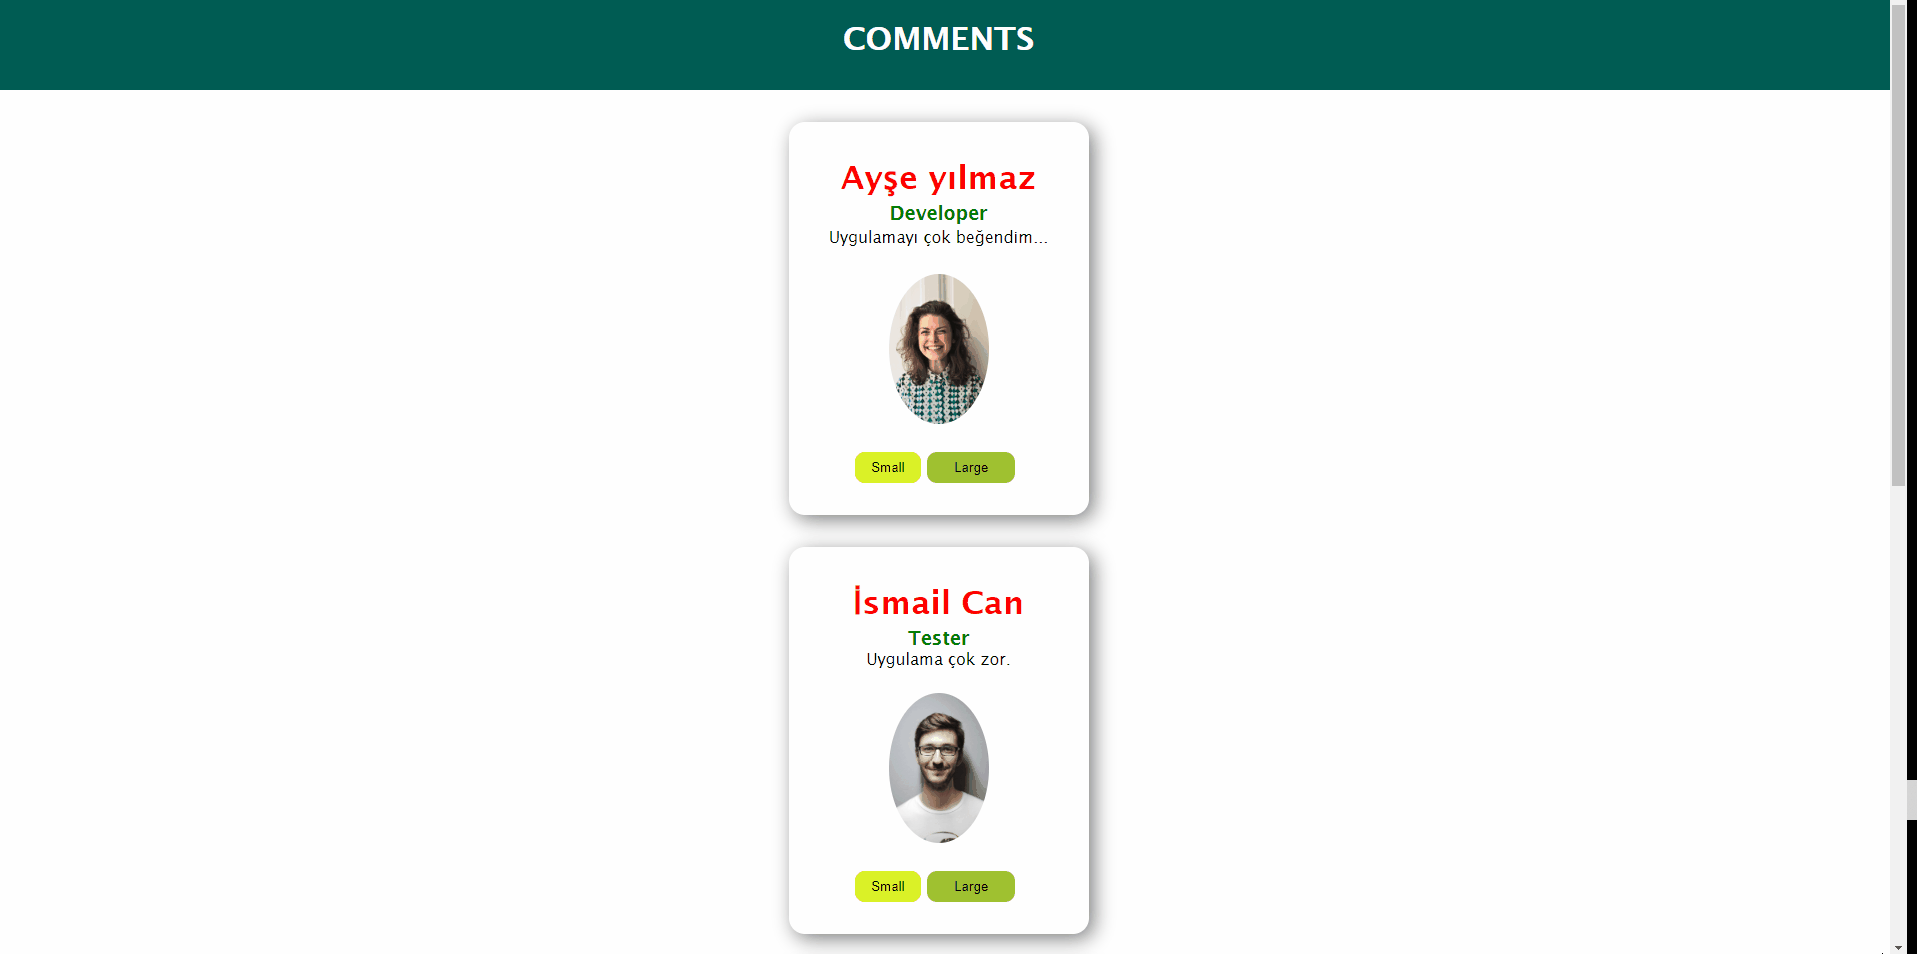 COMMENTS
Ayşe yılmaz
Developer
Uygulamayı çok beğendim...
Small Large
İsmail Can
Tester
Uygulama çok zor.
Small Large